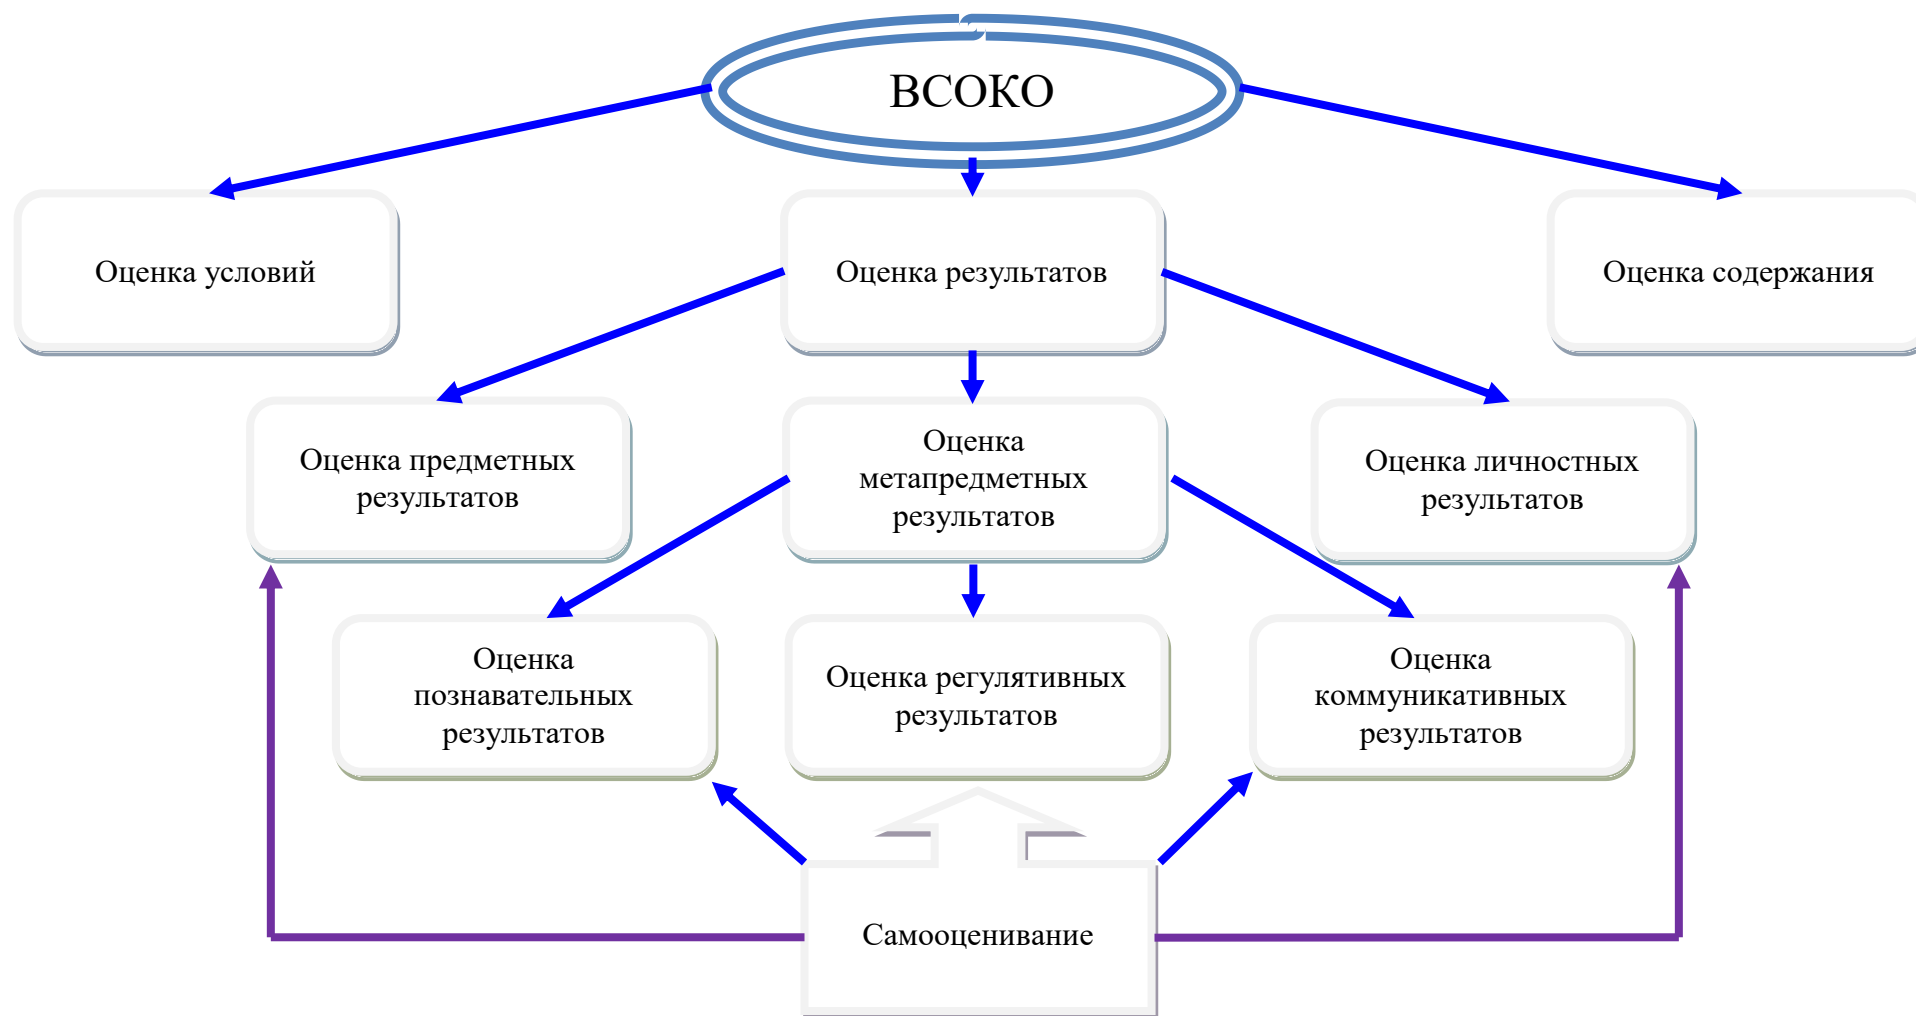 ВСОКО
Оценка условий
Оценка результатов
Оценка содержания
Оценка предметных
результатов
Оценка
метапредметных
результатов
Оценка личностных
результатов
Оценка
познавательных
результатов
Оценка регулятивных
результатов
Оценка
коммуникативных
результатов
Самооценивание